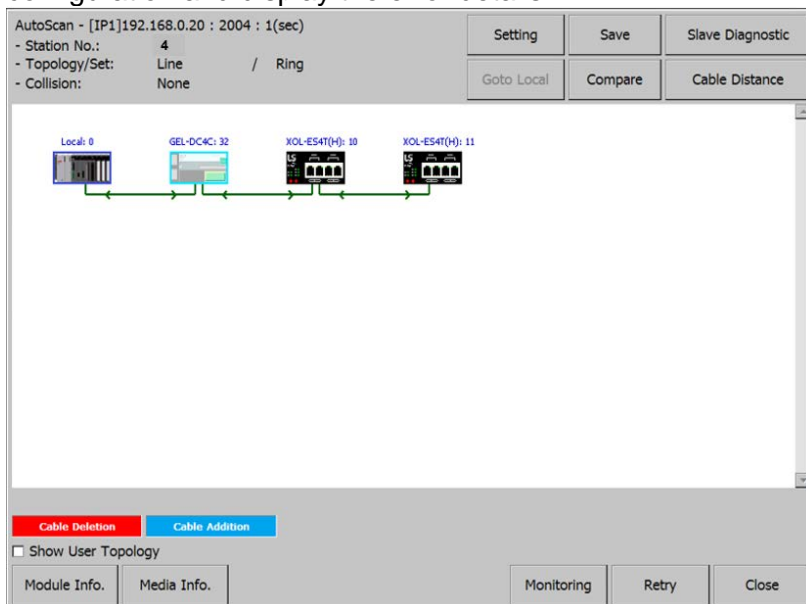 AutoScan - [IP1]192.168.0.20 : 2004 : 1(sec)
- Station No.: 4
- Topology/Set: Line / Ring
- Collision: None
Setting Save Slave Diagnostic
Goto Local Compare Cable Distance
Local: 0 GEL-DC4C: 32 XOL-ES4T(H): 10 XOL-ES4T(H): 11
LS LS
Cable Deletion Cable Addition
Show User Topology
Module Info. Media Info. Monitoring Retry Close